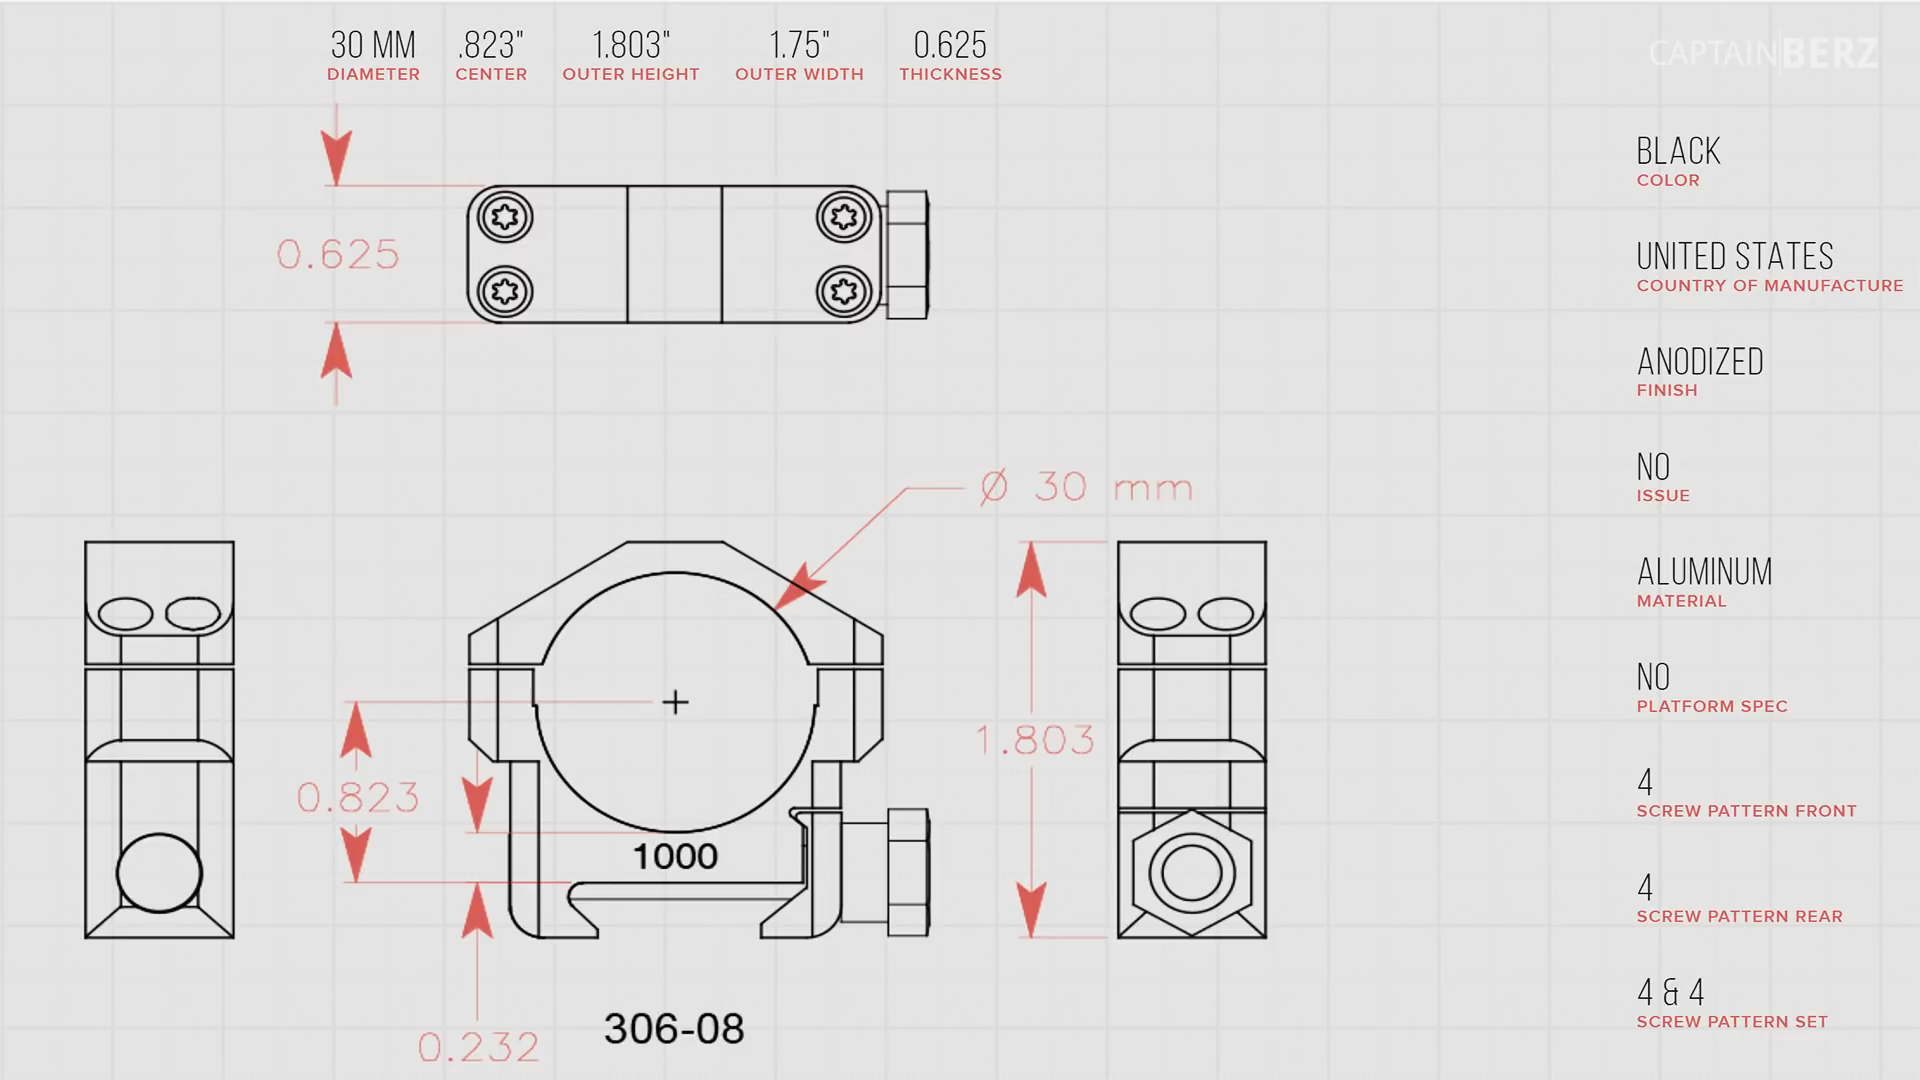 30 MM .823" 1.803" 1.75" 0.625
DIAMETER CENTER OUTER HEIGHT OUTER WIDTH THICKNESS
CAPTAIN|BERZ
BLACK
COLOR
UNITED STATES
COUNTRY OF MANUFACTURE
ANODIZED
FINISH
NO
ISSUE
ALUMINUM
MATERIAL
NO
PLATFORM SPEC
4
SCREW PATTERN FRONT
4
SCREW PATTERN REAR
4 & 4
SCREW PATTERN SET
0.625
Ø 30 mm
1.803
0.823
1000
306-08
0.232